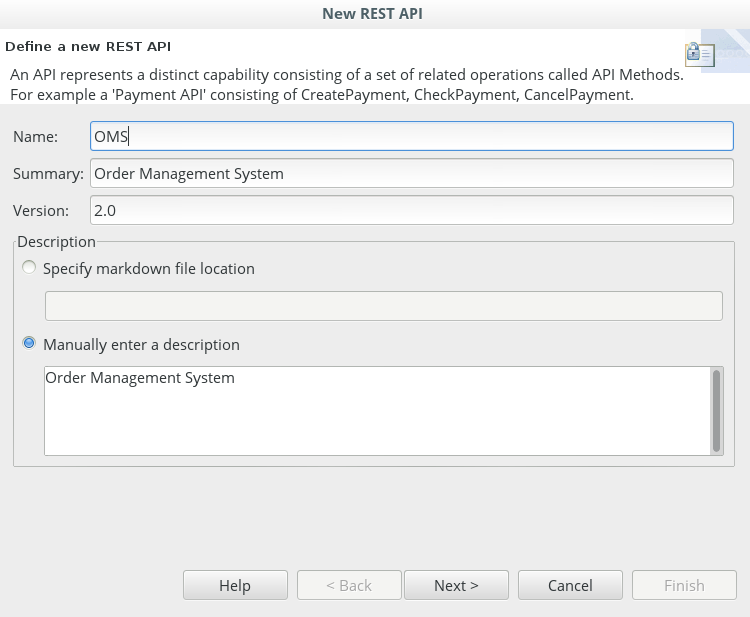 New REST API
Define a new REST API
An API represents a distinct capability consisting of a set of related operations called API Methods.
For example a 'Payment API' consisting of CreatePayment, CheckPayment, CancelPayment.
Name: OMS
Summary: Order Management System
Version: 2.0
Description
Specify markdown file location
Manually enter a description
Order Management System
Help < Back Next > Cancel Finish